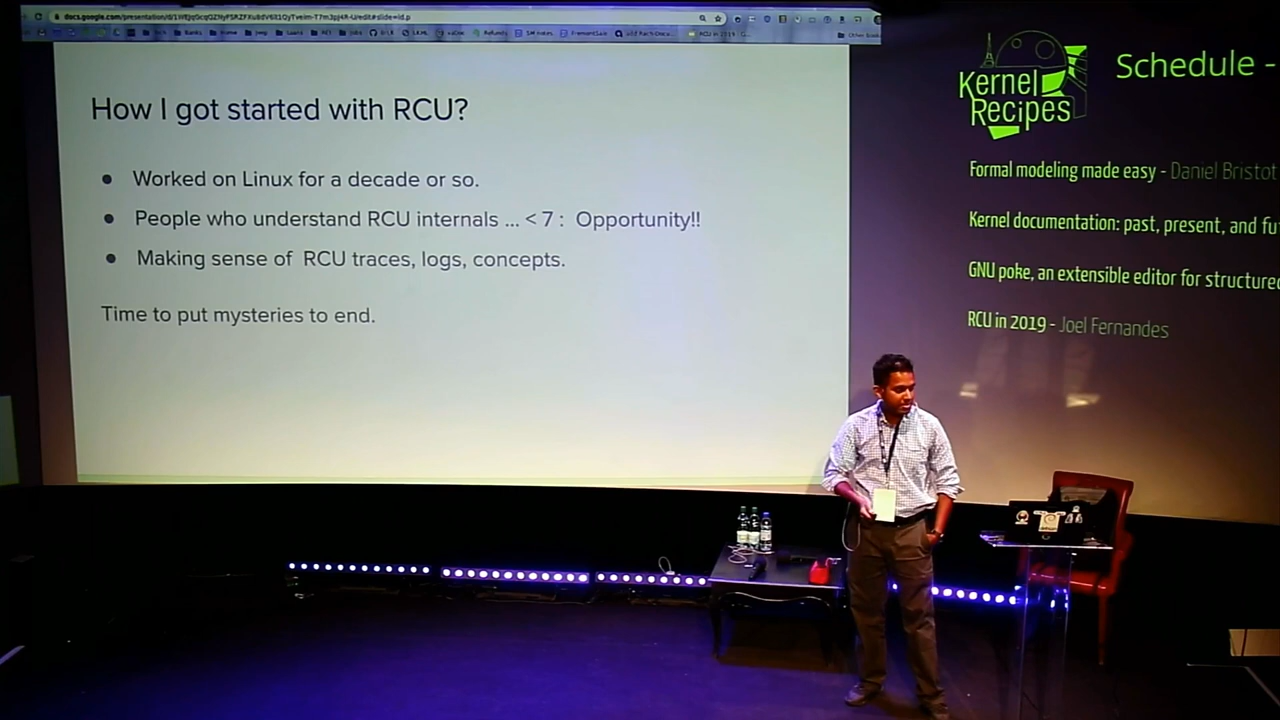 How I got started with RCU?
Worked on Linux for a decade or so.
People who understand RCU internals ... < 7 : Opportunity!!
Making sense of RCU traces, logs, concepts.
Time to put mysteries to end.
Kernel
Recipes
Schedule -
Formal modeling made easy - Daniel Bristot
Kernel documentation: past, present, and fu
GNU poke, an extensible editor for structured
RCU in 2019 - Joel Fernandes